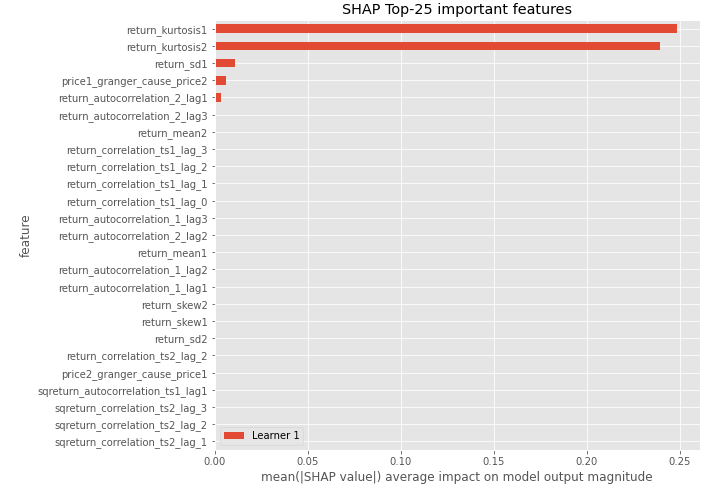 SHAP Top-25 important features
return_kurtosis1
return_kurtosis2
return_sd1
price1_granger_cause_price2
return_autocorrelation_2_lag1
return_autocorrelation_2_lag3
return_mean2
return_correlation_ts1_lag_3
return_correlation_ts1_lag_2
return_correlation_ts1_lag_1
return_correlation_ts1_lag_0
return_autocorrelation_1_lag3
return_autocorrelation_2_lag2
return_mean1
return_autocorrelation_1_lag2
return_autocorrelation_1_lag1
return_skew2
return_skew1
return_sd2
return_correlation_ts2_lag_2
price2_granger_cause_price1
sqreturn_autocorrelation_ts1_lag1
sqreturn_correlation_ts2_lag_3
sqreturn_correlation_ts2_lag_2
sqreturn_correlation_ts2_lag_1
feature
Learner 1
0.00 0.05 0.10 0.15 0.20 0.25
mean(|SHAP value|) average impact on model output magnitude